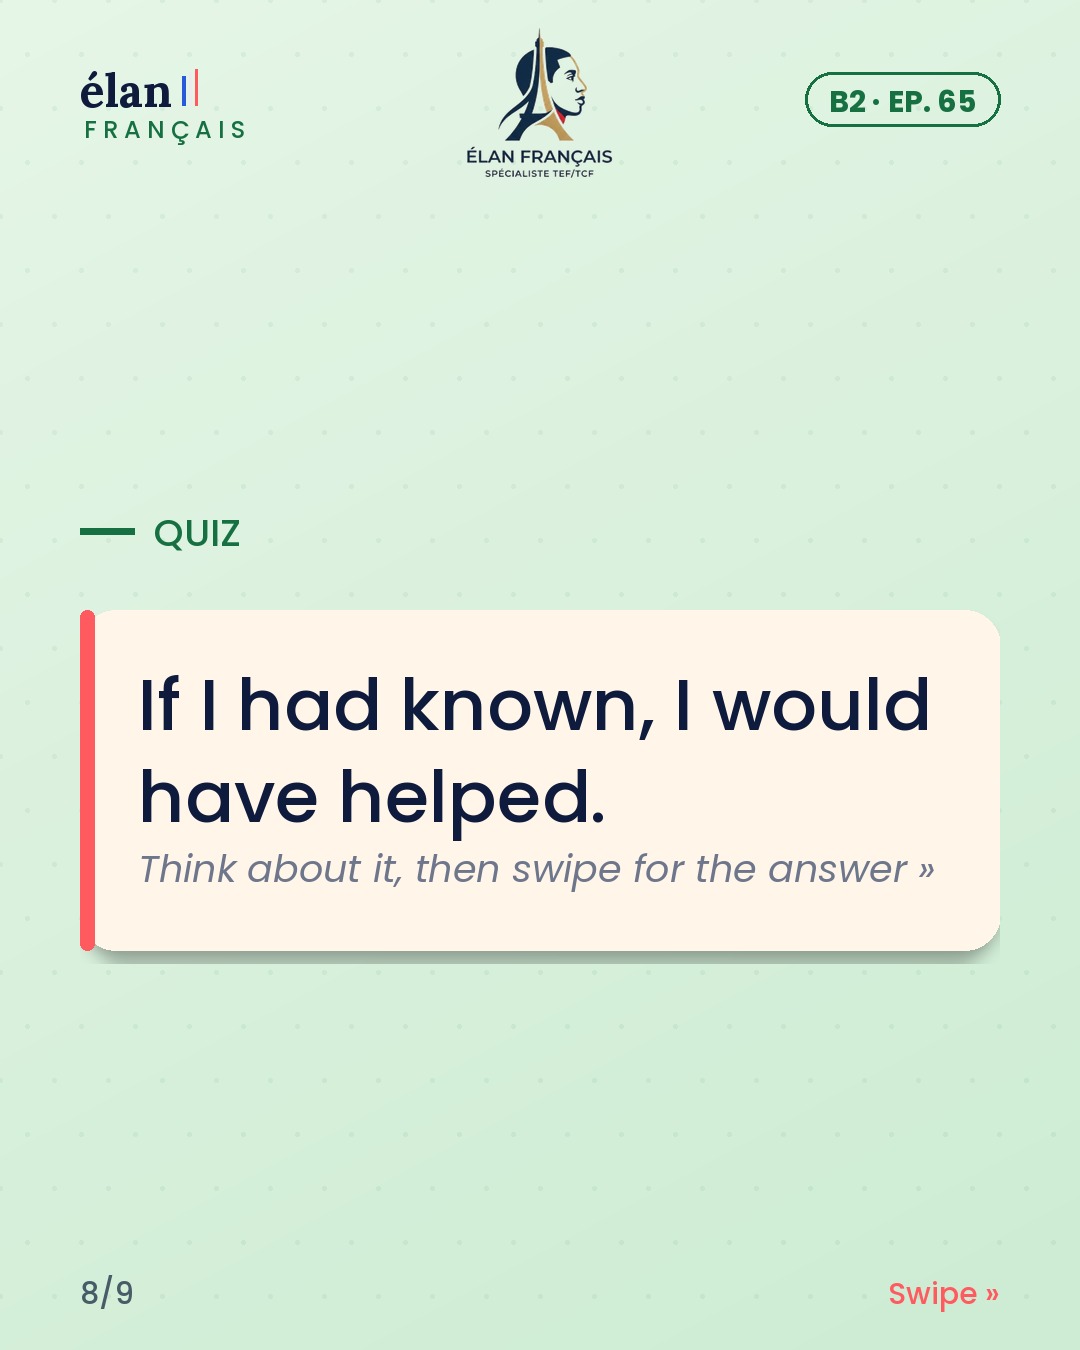 élan
FRANÇAIS
ÉLAN FRANÇAIS
SPÉCIALISTE TEF/TCF
B2 · EP. 65
QUIZ
If I had known, I would
have helped.
Think about it, then swipe for the answer »
8/9
Swipe »